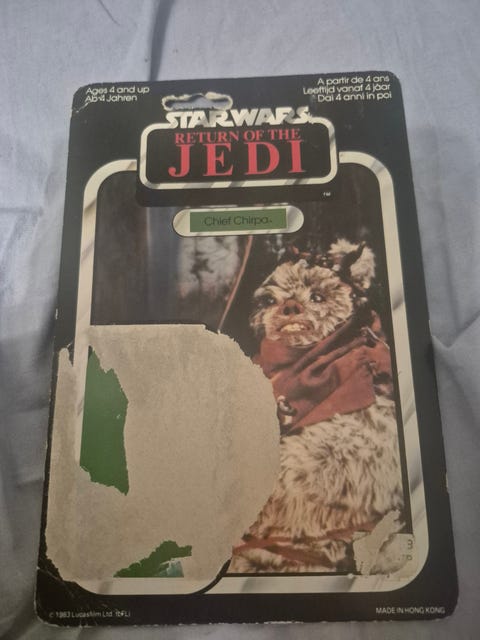 Ages 4 and up
Ab 4 Jahren
A partir de 4 ans
Leeftijd vanaf 4 jaar
Dai 4 anni in poi
STAR WARS
RETURN OF THE
JEDI
TM
Chief Chirpa
© 1983 Lucasfilm Ltd. (LFL)
MADE IN HONG KONG